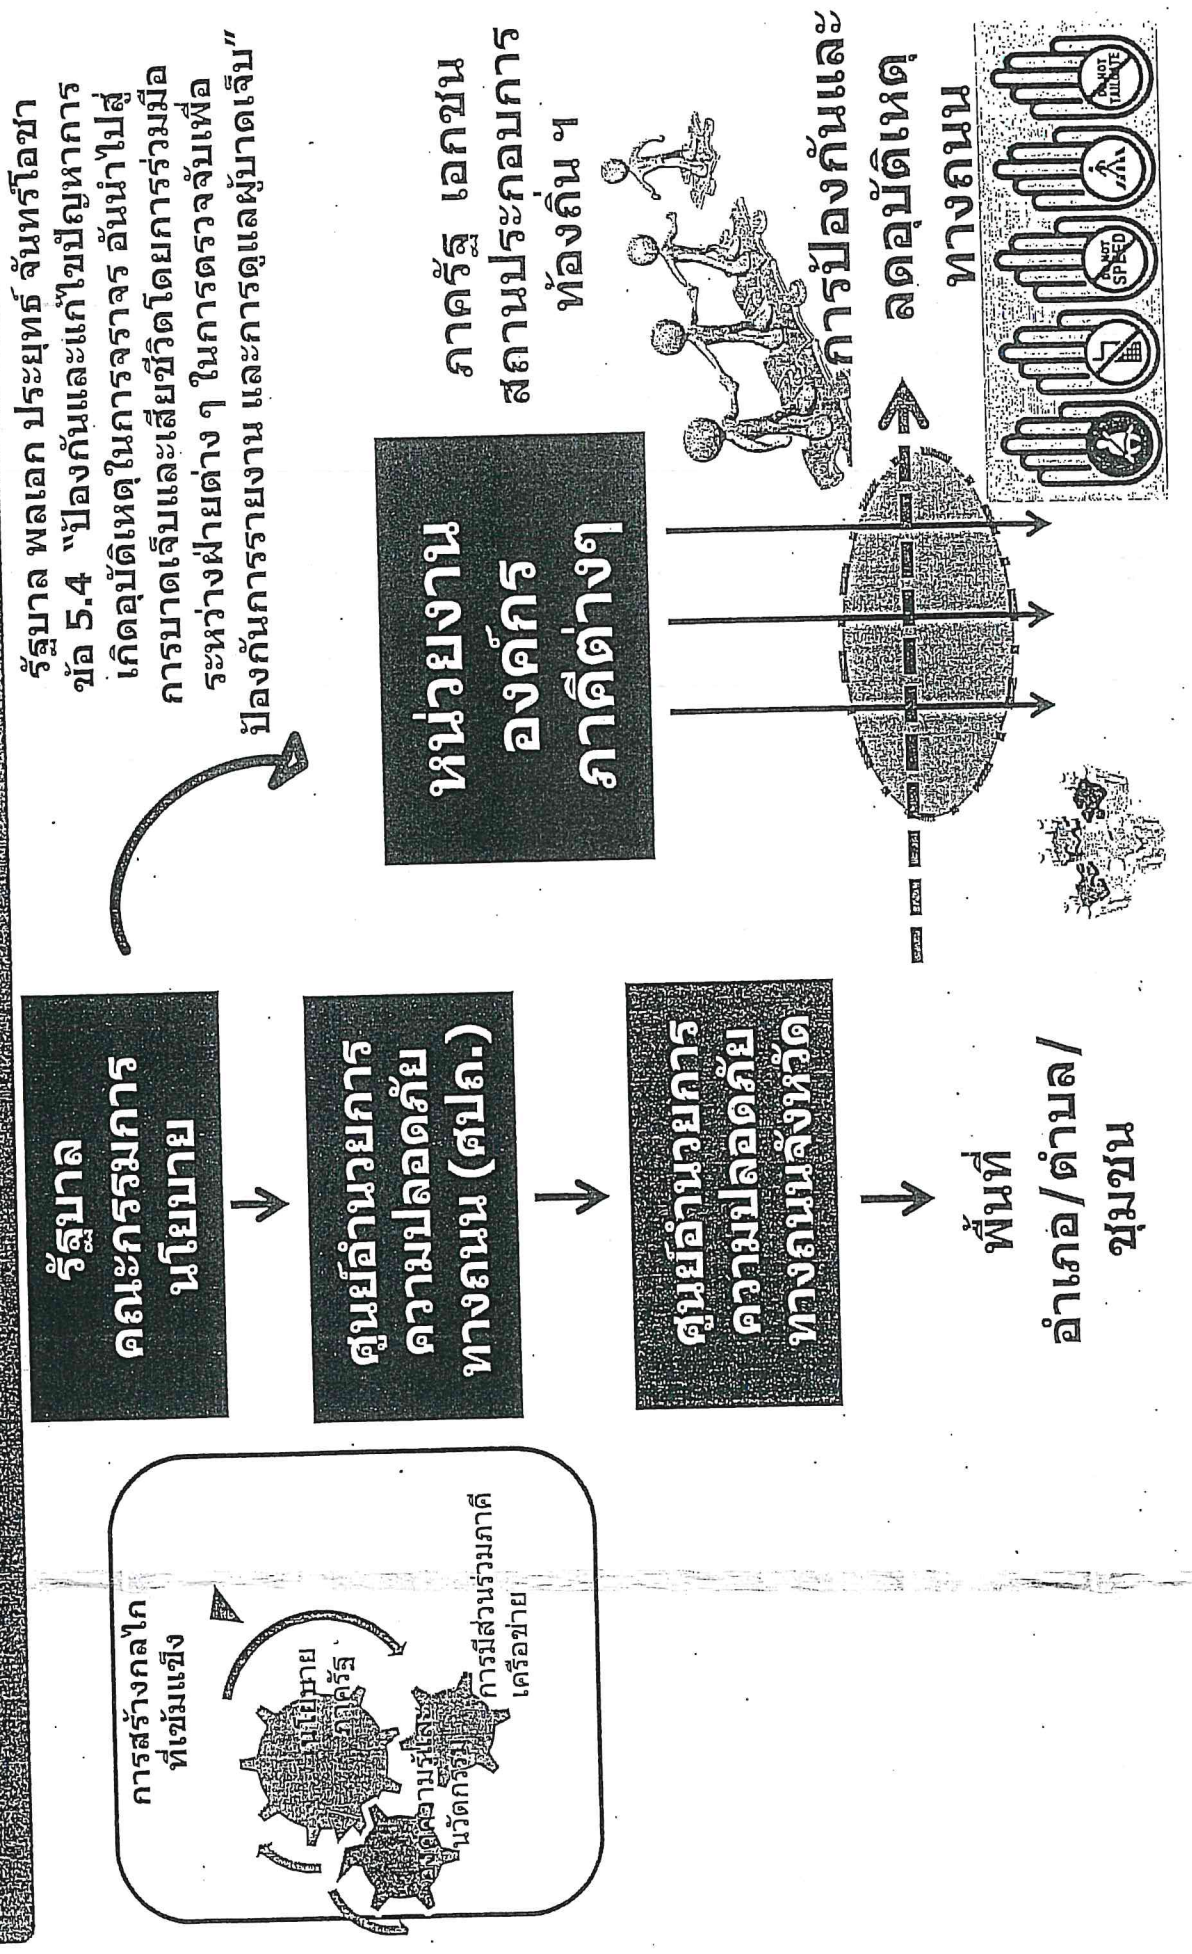 รัฐบาล พลเอก ประยุทธ์ จันทร์โอชา
ข้อ 5.4 “ป้องกันและแก้ไขปัญหาการ
เกิดอุบัติเหตุในการจราจร อันนำไปสู่
การบาดเจ็บและเสียชีวิตโดยการร่วมมือ
ระหว่างฝ่ายต่าง ๆ ในการตรวจจับเพื่อ
ป้องกันการรายงาน และการดูแลผู้บาดเจ็บ”
การสร้างกลไก
ที่เข้มแข็ง
นโยบาย
ภาครัฐ
นวัตกรรม
การมีส่วนร่วมภาคี
เครือข่าย
รัฐบาล
คณะกรรมการ
นโยบาย
ศูนย์อำนวยการ
ความปลอดภัย
ทางถนน (ศปถ.)
ศูนย์อำนวยการ
ความปลอดภัย
ทางถนนจังหวัด
พื้นที่
อำเภอ/ตำบล/
ชุมชน
หน่วยงาน
องค์กร
ภาคีต่างๆ
ภาครัฐ เอกชน
สถานประกอบการ
ท้องถิ่น ฯ
การป้องกันและ
ลดอุบัติเหตุ
ทางถนน
DO NOT
SPEED
DO NOT
TAILGATE